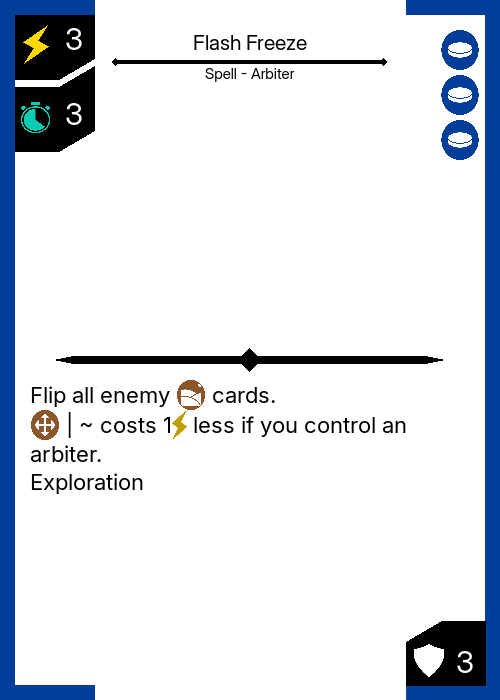 3
Flash Freeze
Spell - Arbiter
3
Flip all enemy cards.
| ~ costs 1 less if you control an
arbiter.
Exploration
3